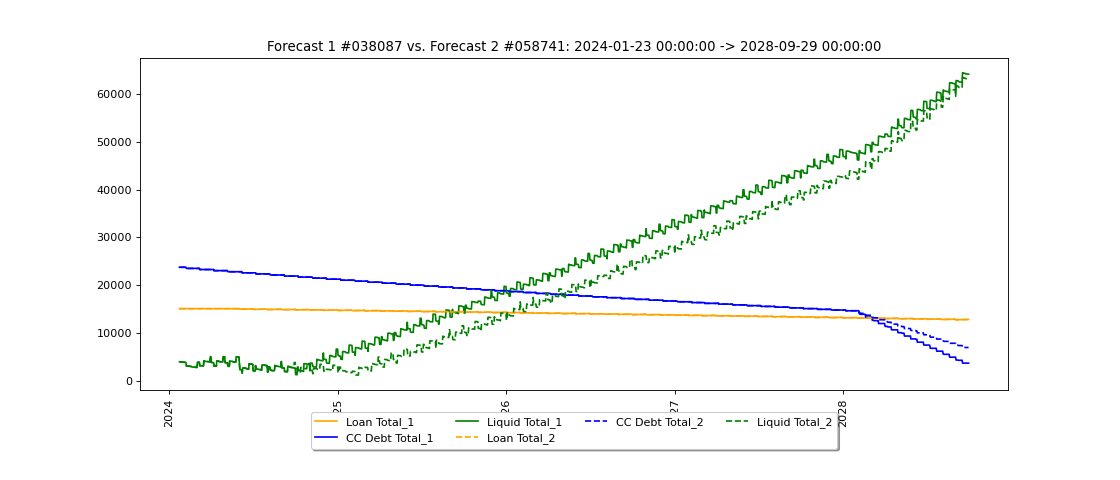 Forecast 1 #038087 vs. Forecast 2 #058741: 2024-01-23 00:00:00 -> 2028-09-29 00:00:00
60000
50000
40000
30000
20000
10000
0
2024
25
26
27
2028
Loan Total_1
Liquid Total_1
CC Debt Total_2
Liquid Total_2
CC Debt Total_1
Loan Total_2